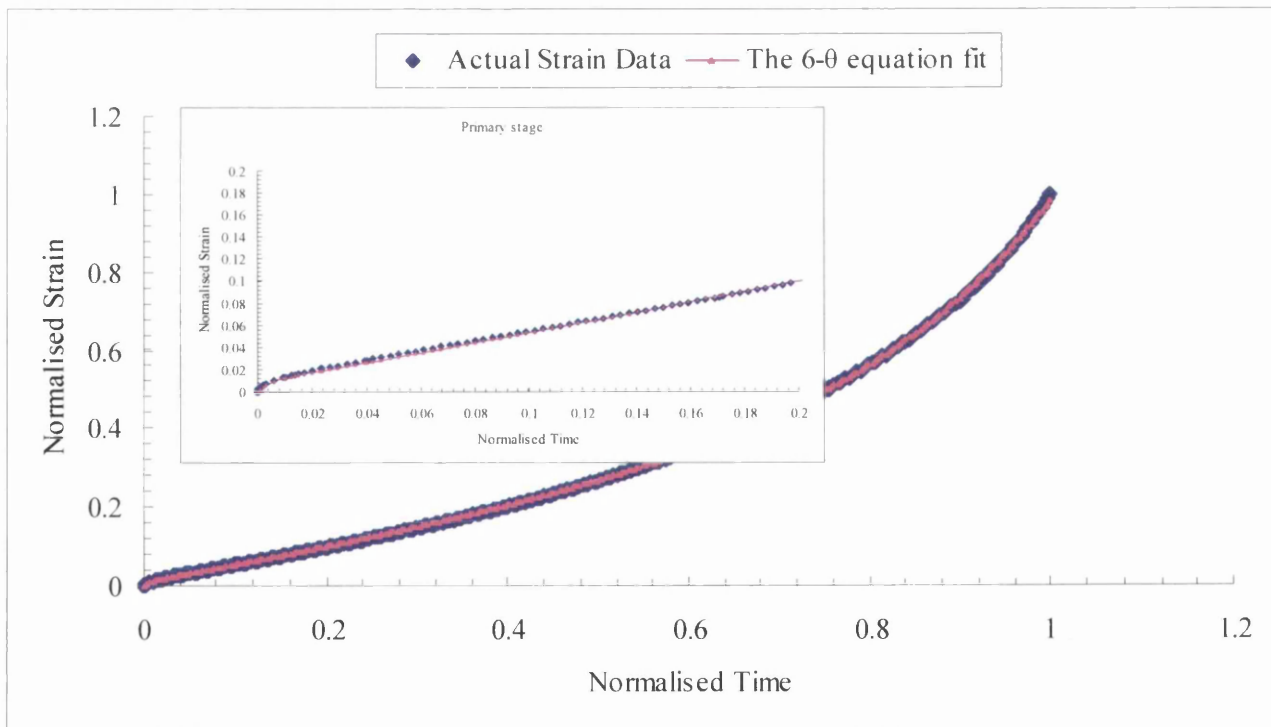 Actual Strain Data The 6-θ equation fit
1.2
1
0.8
0.6
0.4
0.2
0
Normalised Strain
Primary stage
0.2
0.18
0.16
0.14
0.12
0.1
0.08
0.06
0.04
0.02
0
Normalised Strain
0 0.02 0.04 0.06 0.08 0.1 0.12 0.14 0.16 0.18 0.2
Normalised Time
0 0.2 0.4 0.6 0.8 1 1.2
Normalised Time